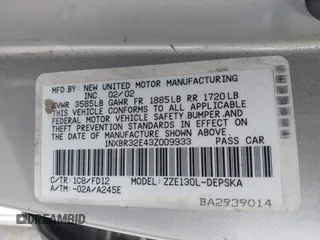 MFD BY: NEW UNITED MOTOR MANUFACTURING
INC. 02/02
GVWR 3585LB GAWR FR 1885LB RR 1720LB
THIS VEHICLE CONFORMS TO ALL APPLICABLE
FEDERAL MOTOR VEHICLE SAFETY, BUMPER, AND
THEFT PREVENTION STANDARDS IN EFFECT ON
THE DATE OF MANUFACTURE SHOWN ABOVE.
1NXBR32E43Z009933 PASS CAR
C/TR: 1C8/FD12 MODEL: ZZE130L-DEPSKA
A/TM: -02A/A245E
BA2939014